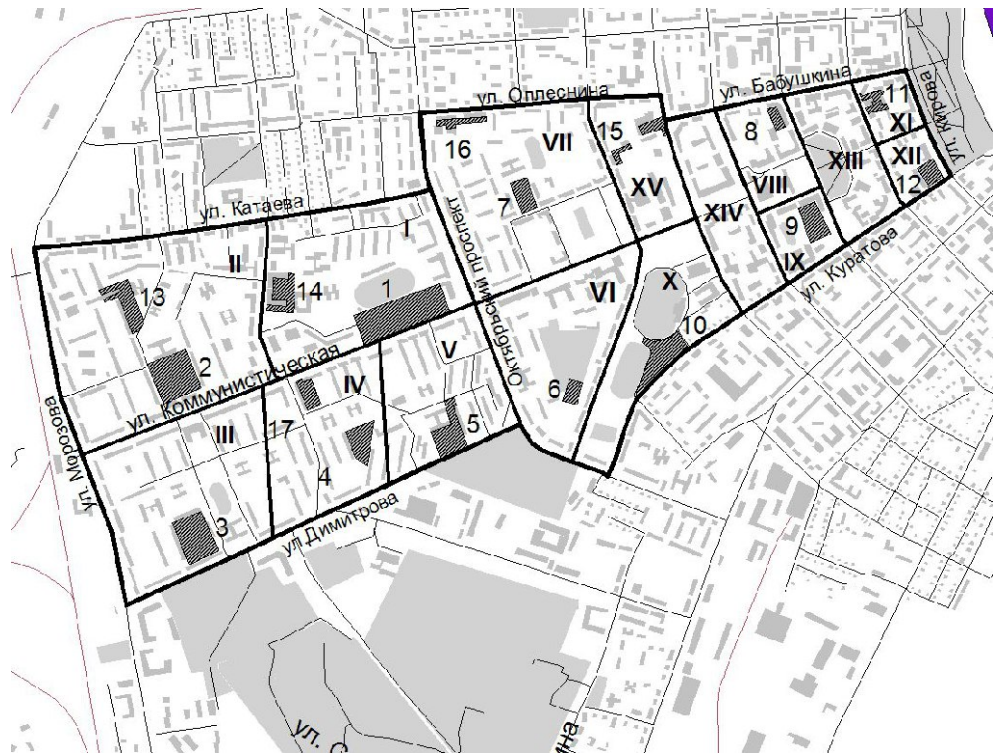 ул. Оплеснина
ул. Бабушкина
ул. Кирова
11
XI
16
VII
15
8
XIII
XII
12
ул. Катаева
7
XV
VIII
XIV
9
IX
ул. Куратова
I
II
Октябрьский проспект
13
14
1
VI
X
10
2
ул. Коммунистическая
V
IV
6
ул. Морозова
III
17
5
4
3
ул.Димитрова
ул. С
ина